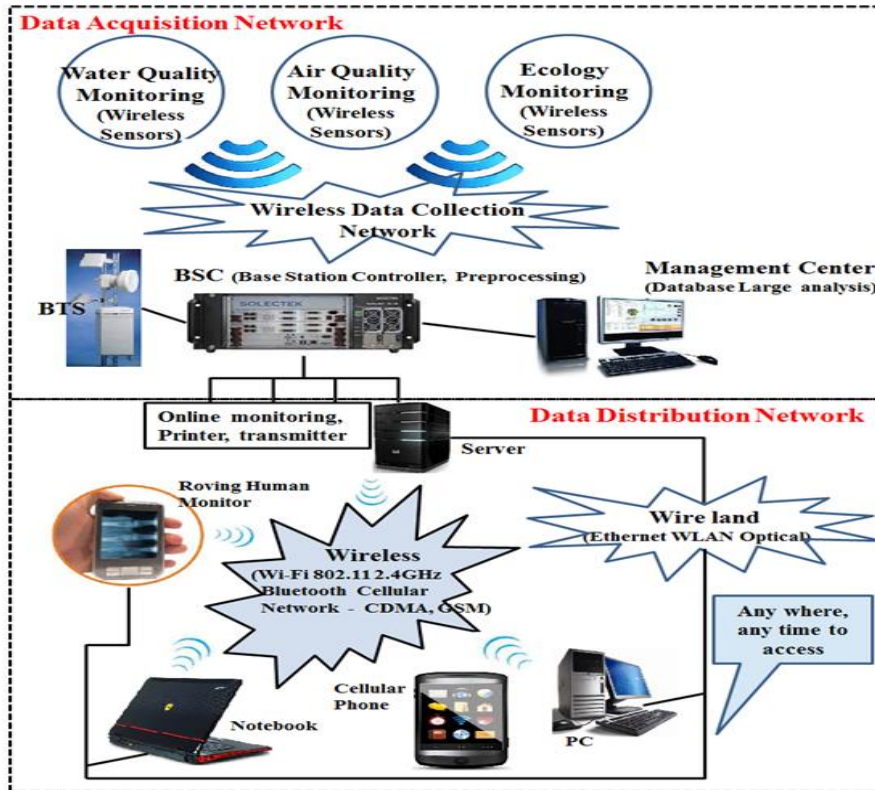 Data Acquisition Network
Water Quality
Monitoring
(Wireless
Sensors)
Air Quality
Monitoring
(Wireless
Sensors)
Ecology
Monitoring
(Wireless
Sensors)
Wireless Data Collection
Network
BTS
BSC (Base Station Controller, Preprocessing)
SOLECTEK
Management Center
(Database Large analysis)
Online monitoring,
Printer, transmitter
Data Distribution Network
Server
Roving Human
Monitor
Wireless
(Wi-Fi 802.11 2.4GHz
Bluetooth Cellular
Network - CDMA, GSM)
Wire land
(Ethernet WLAN Optical)
Any where,
any time to
access
Notebook
Cellular
Phone
PC